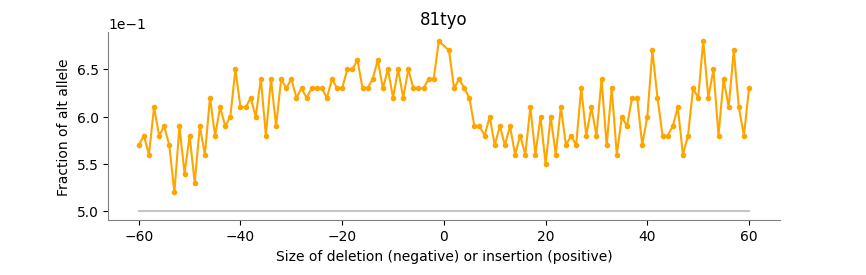 81tyo
1e−1
Fraction of alt allele
6.5
6.0
5.5
5.0
−60 −40 −20 0 20 40 60
Size of deletion (negative) or insertion (positive)